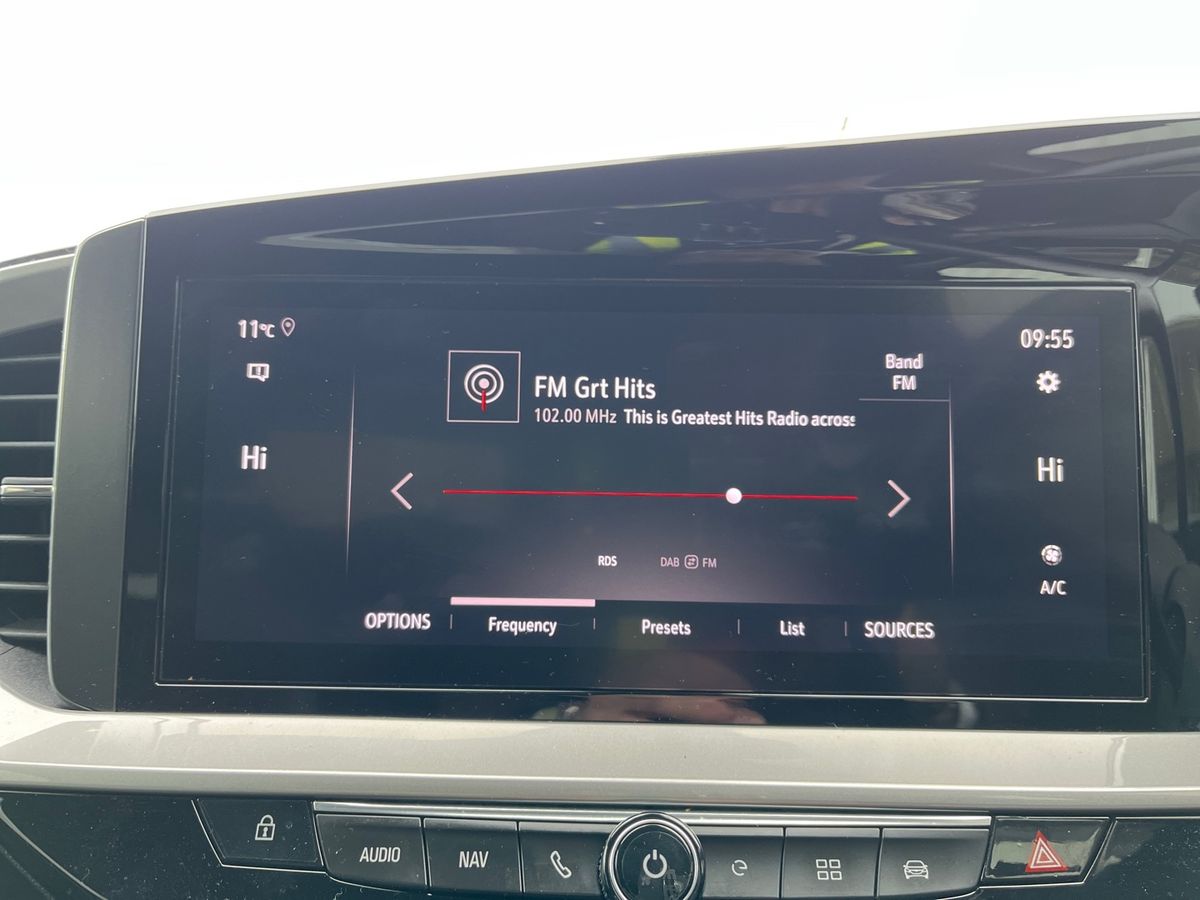 11°C
09:55
Band
FM
FM Grt Hits
102.00 MHz This is Greatest Hits Radio across
Hi
Hi
RDS
DAB FM
A/C
OPTIONS
Frequency
Presets
List
SOURCES
AUDIO
NAV